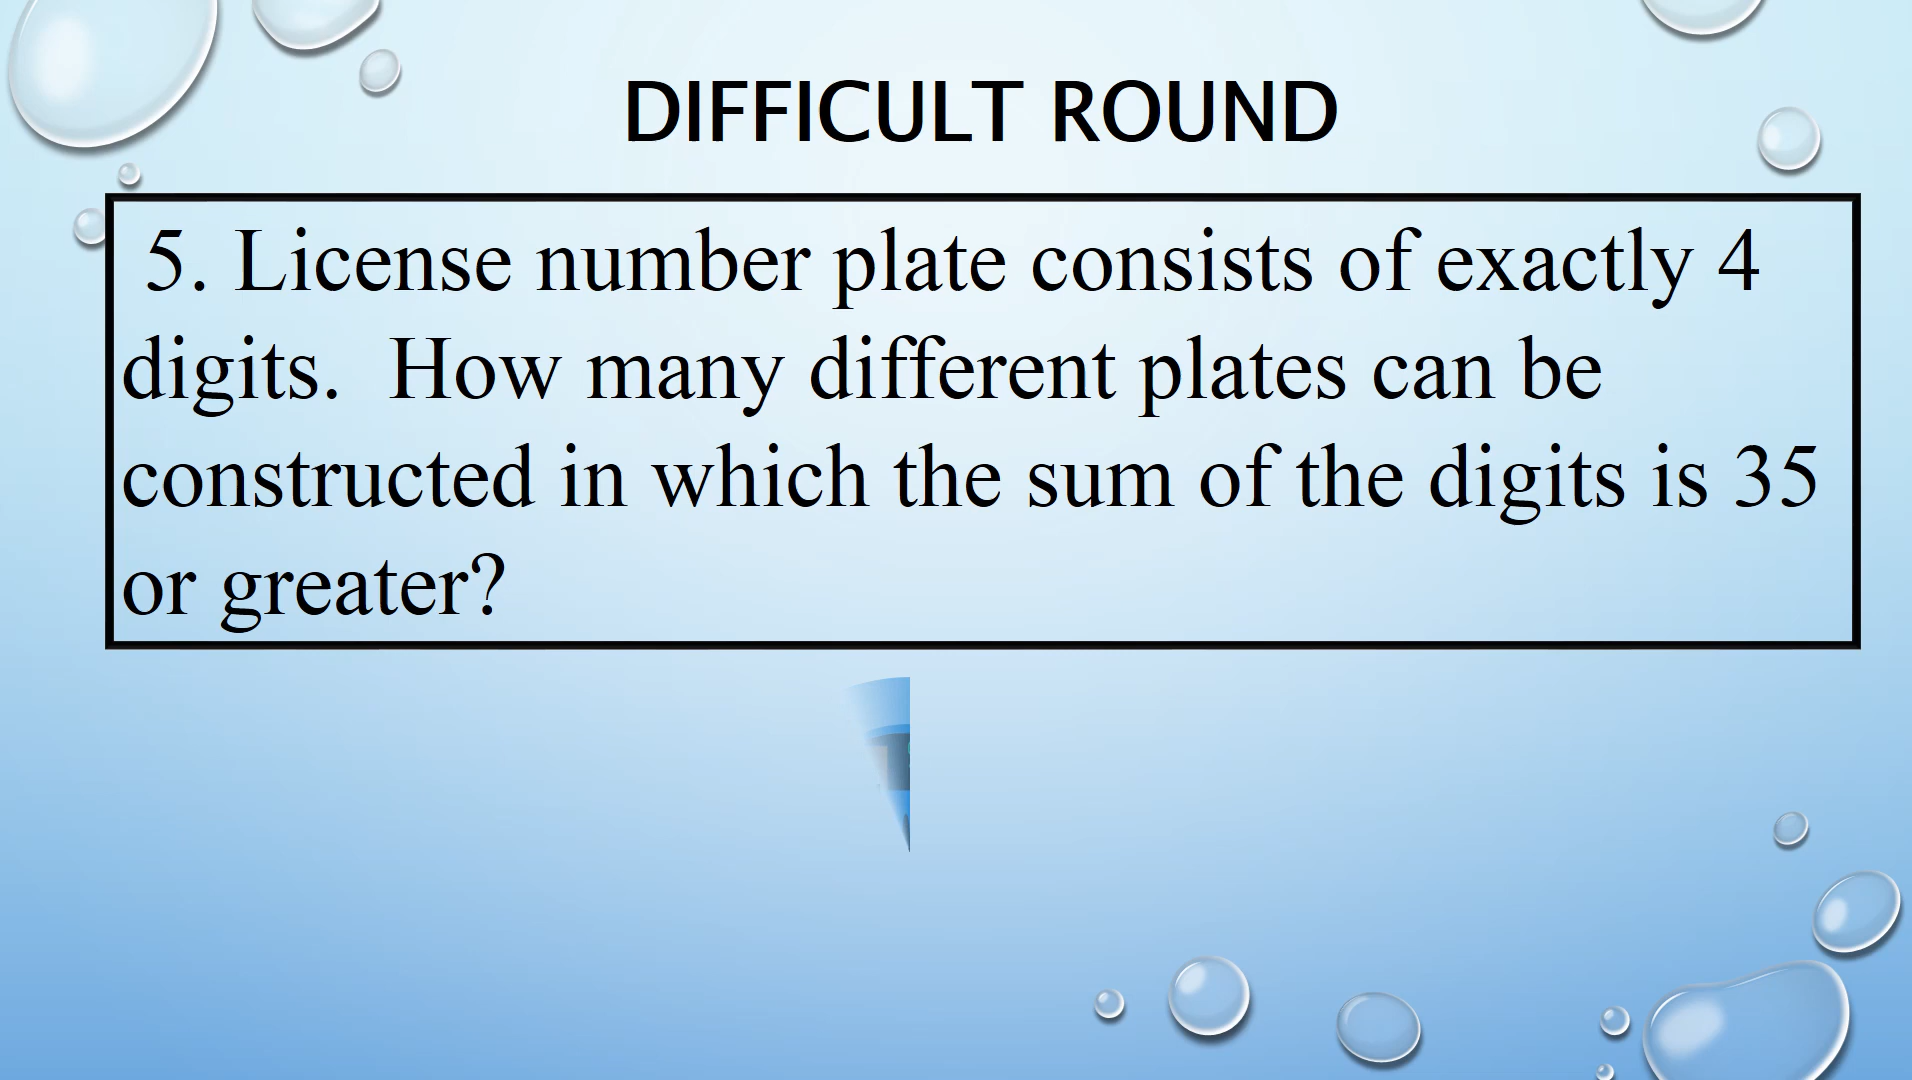 DIFFICULT ROUND
5. License number plate consists of exactly 4
digits.  How many different plates can be
constructed in which the sum of the digits is 35
or greater?